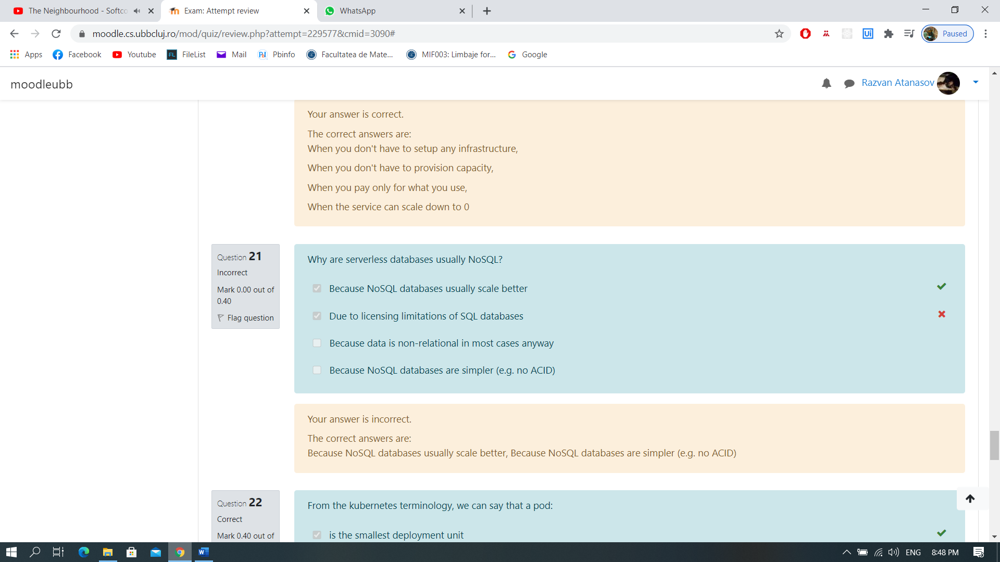 The Neighbourhood - Softco
Exam: Attempt review
WhatsApp
moodle.cs.ubbcluj.ro/mod/quiz/review.php?attempt=229577&cmid=3090#
Paused
Apps
Facebook
Youtube
FL
FileList
Mail
Pbinfo
Facultatea de Mate...
MIF003: Limbaje for...
Google
moodleubb
Razvan Atanasov
Your answer is correct.
The correct answers are:
When you don't have to setup any infrastructure,
When you don't have to provision capacity,
When you pay only for what you use,
When the service can scale down to 0
Question 21
Incorrect
Mark 0.00 out of
0.40
Flag question
Why are serverless databases usually NoSQL?
Because NoSQL databases usually scale better
Due to licensing limitations of SQL databases
Because data is non-relational in most cases anyway
Because NoSQL databases are simpler (e.g. no ACID)
Your answer is incorrect.
The correct answers are:
Because NoSQL databases usually scale better, Because NoSQL databases are simpler (e.g. no ACID)
Question 22
Correct
Mark 0.40 out of
From the kubernetes terminology, we can say that a pod:
is the smallest deployment unit
ENG
8:48 PM